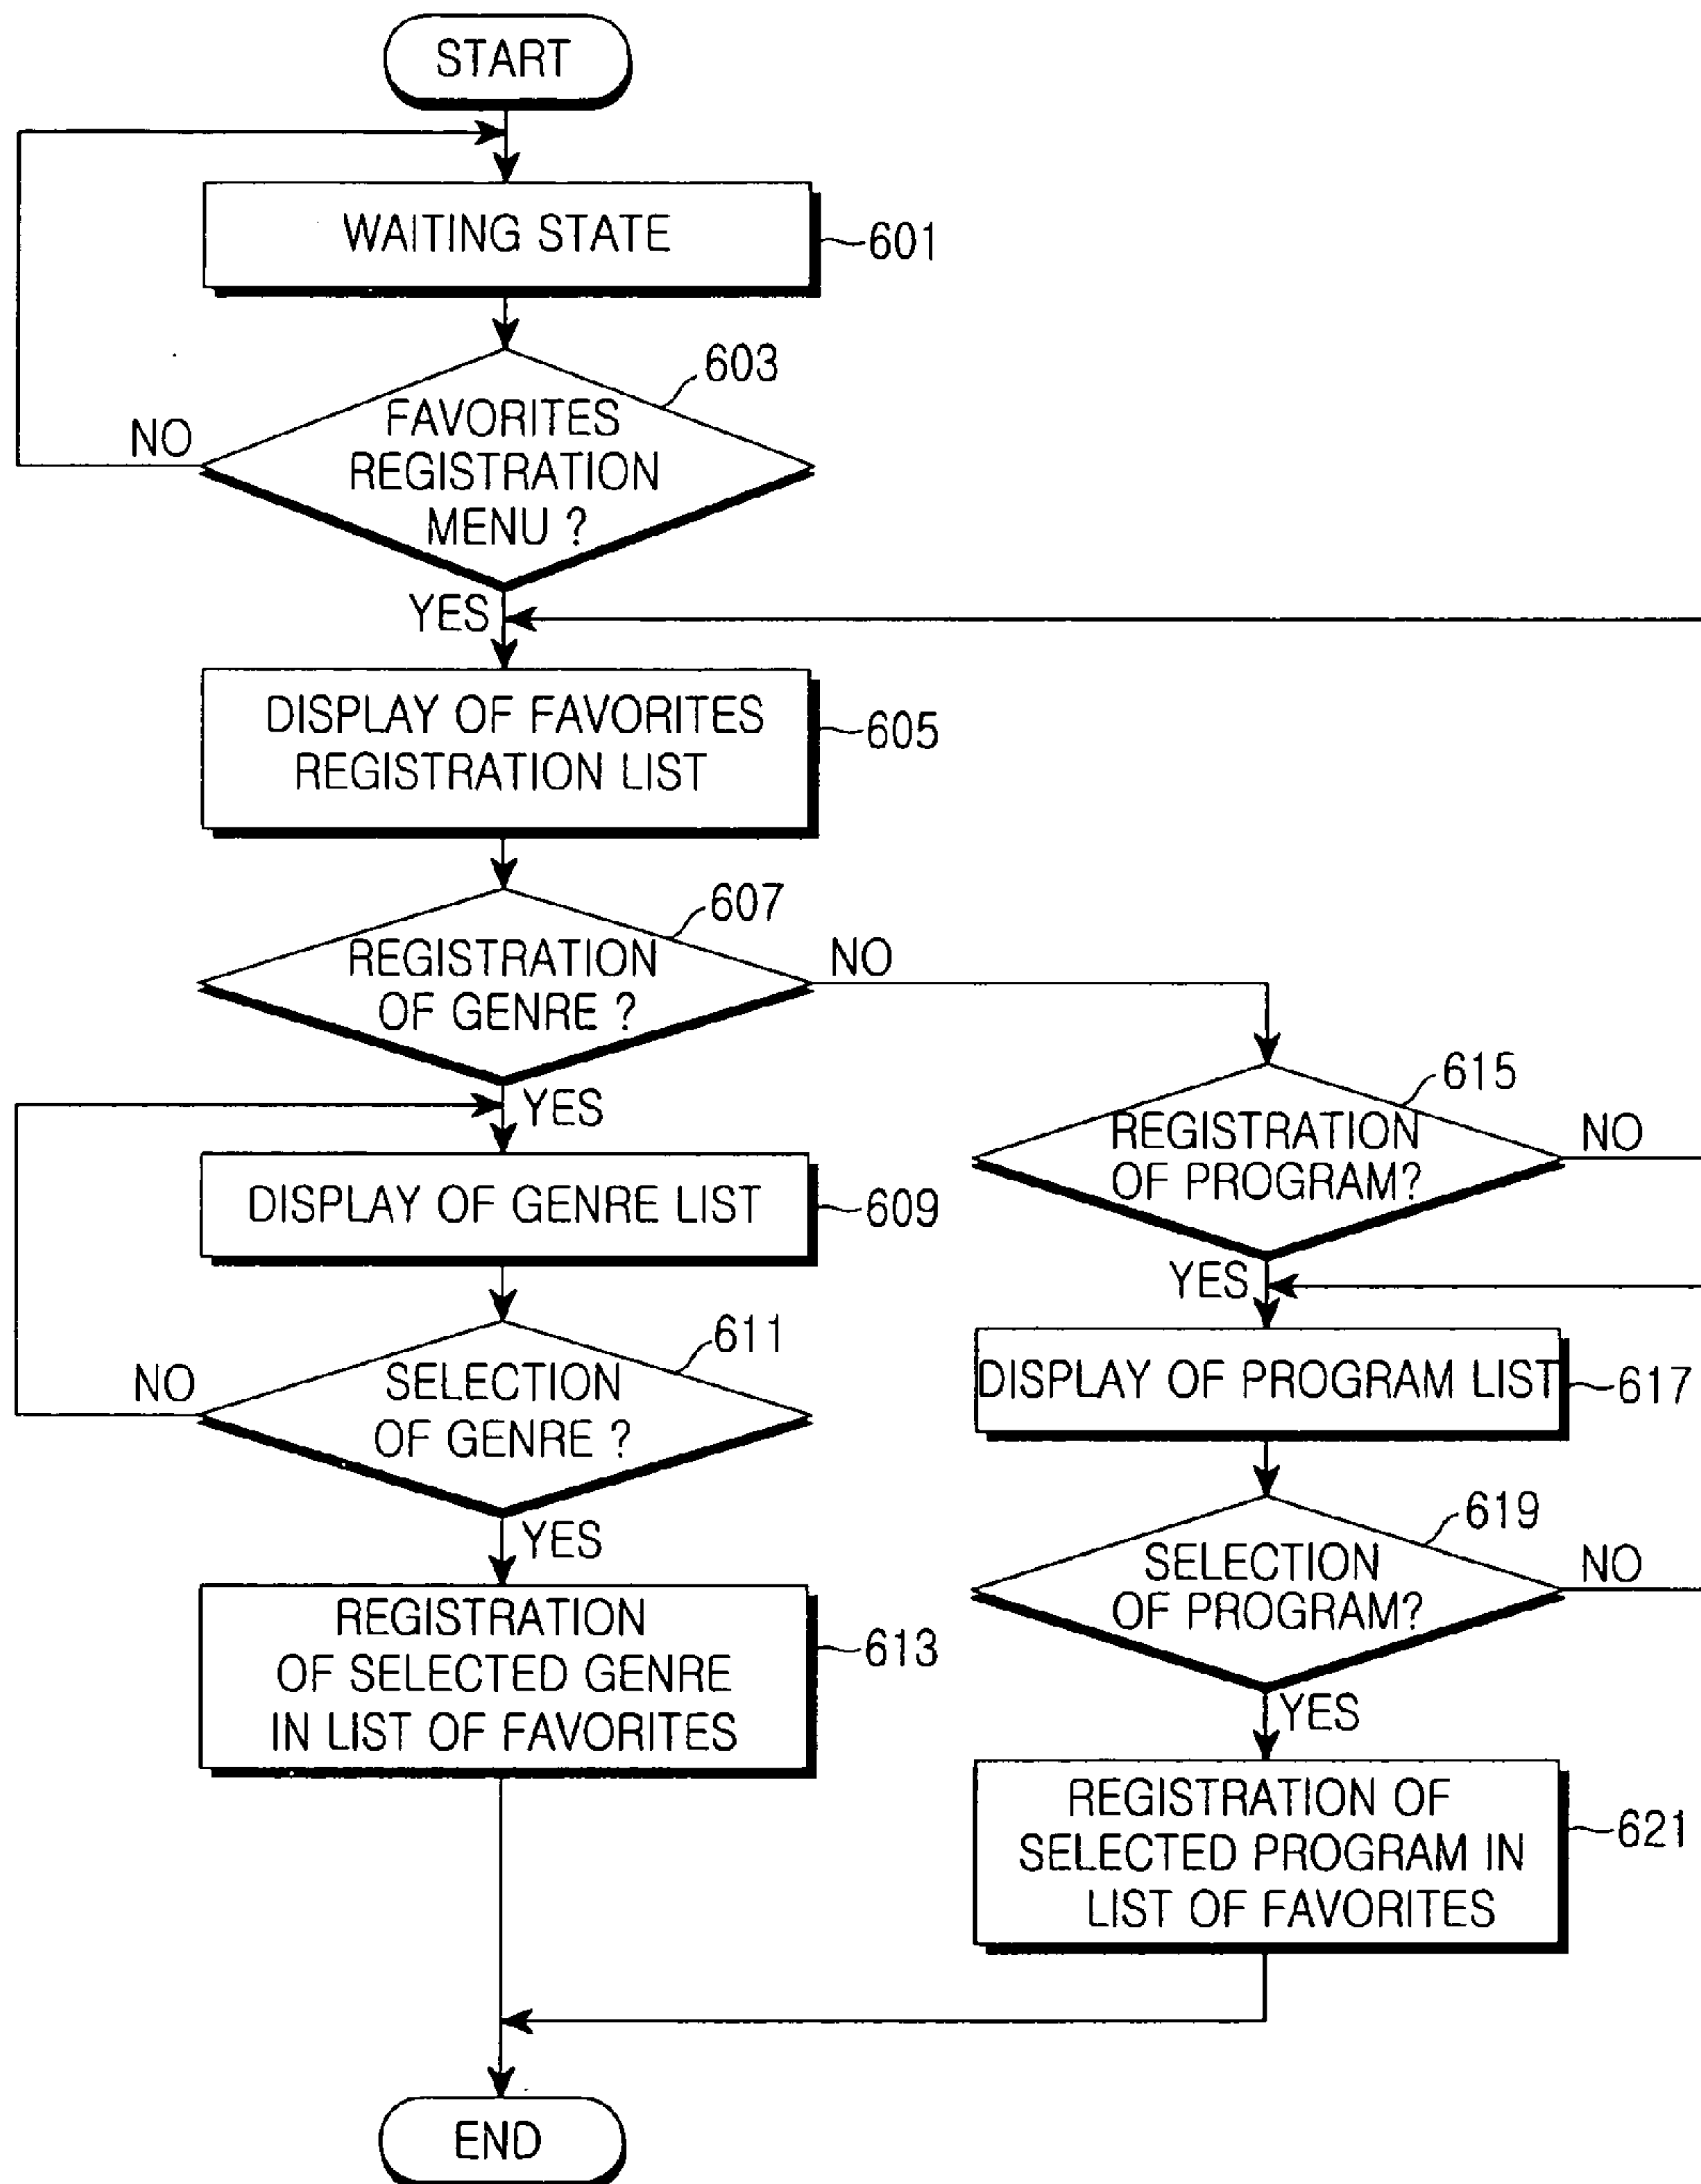 START
WAITING STATE
601
603
FAVORITES
REGISTRATION
MENU ?
NO
YES
DISPLAY OF FAVORITES
REGISTRATION LIST
605
607
REGISTRATION
OF GENRE ?
NO
YES
615
REGISTRATION
OF PROGRAM?
NO
YES
DISPLAY OF GENRE LIST
609
611
SELECTION
OF GENRE ?
NO
YES
DISPLAY OF PROGRAM LIST
617
619
SELECTION
OF PROGRAM?
NO
YES
REGISTRATION
OF SELECTED GENRE
IN LIST OF FAVORITES
613
REGISTRATION OF
SELECTED PROGRAM IN
LIST OF FAVORITES
621
END